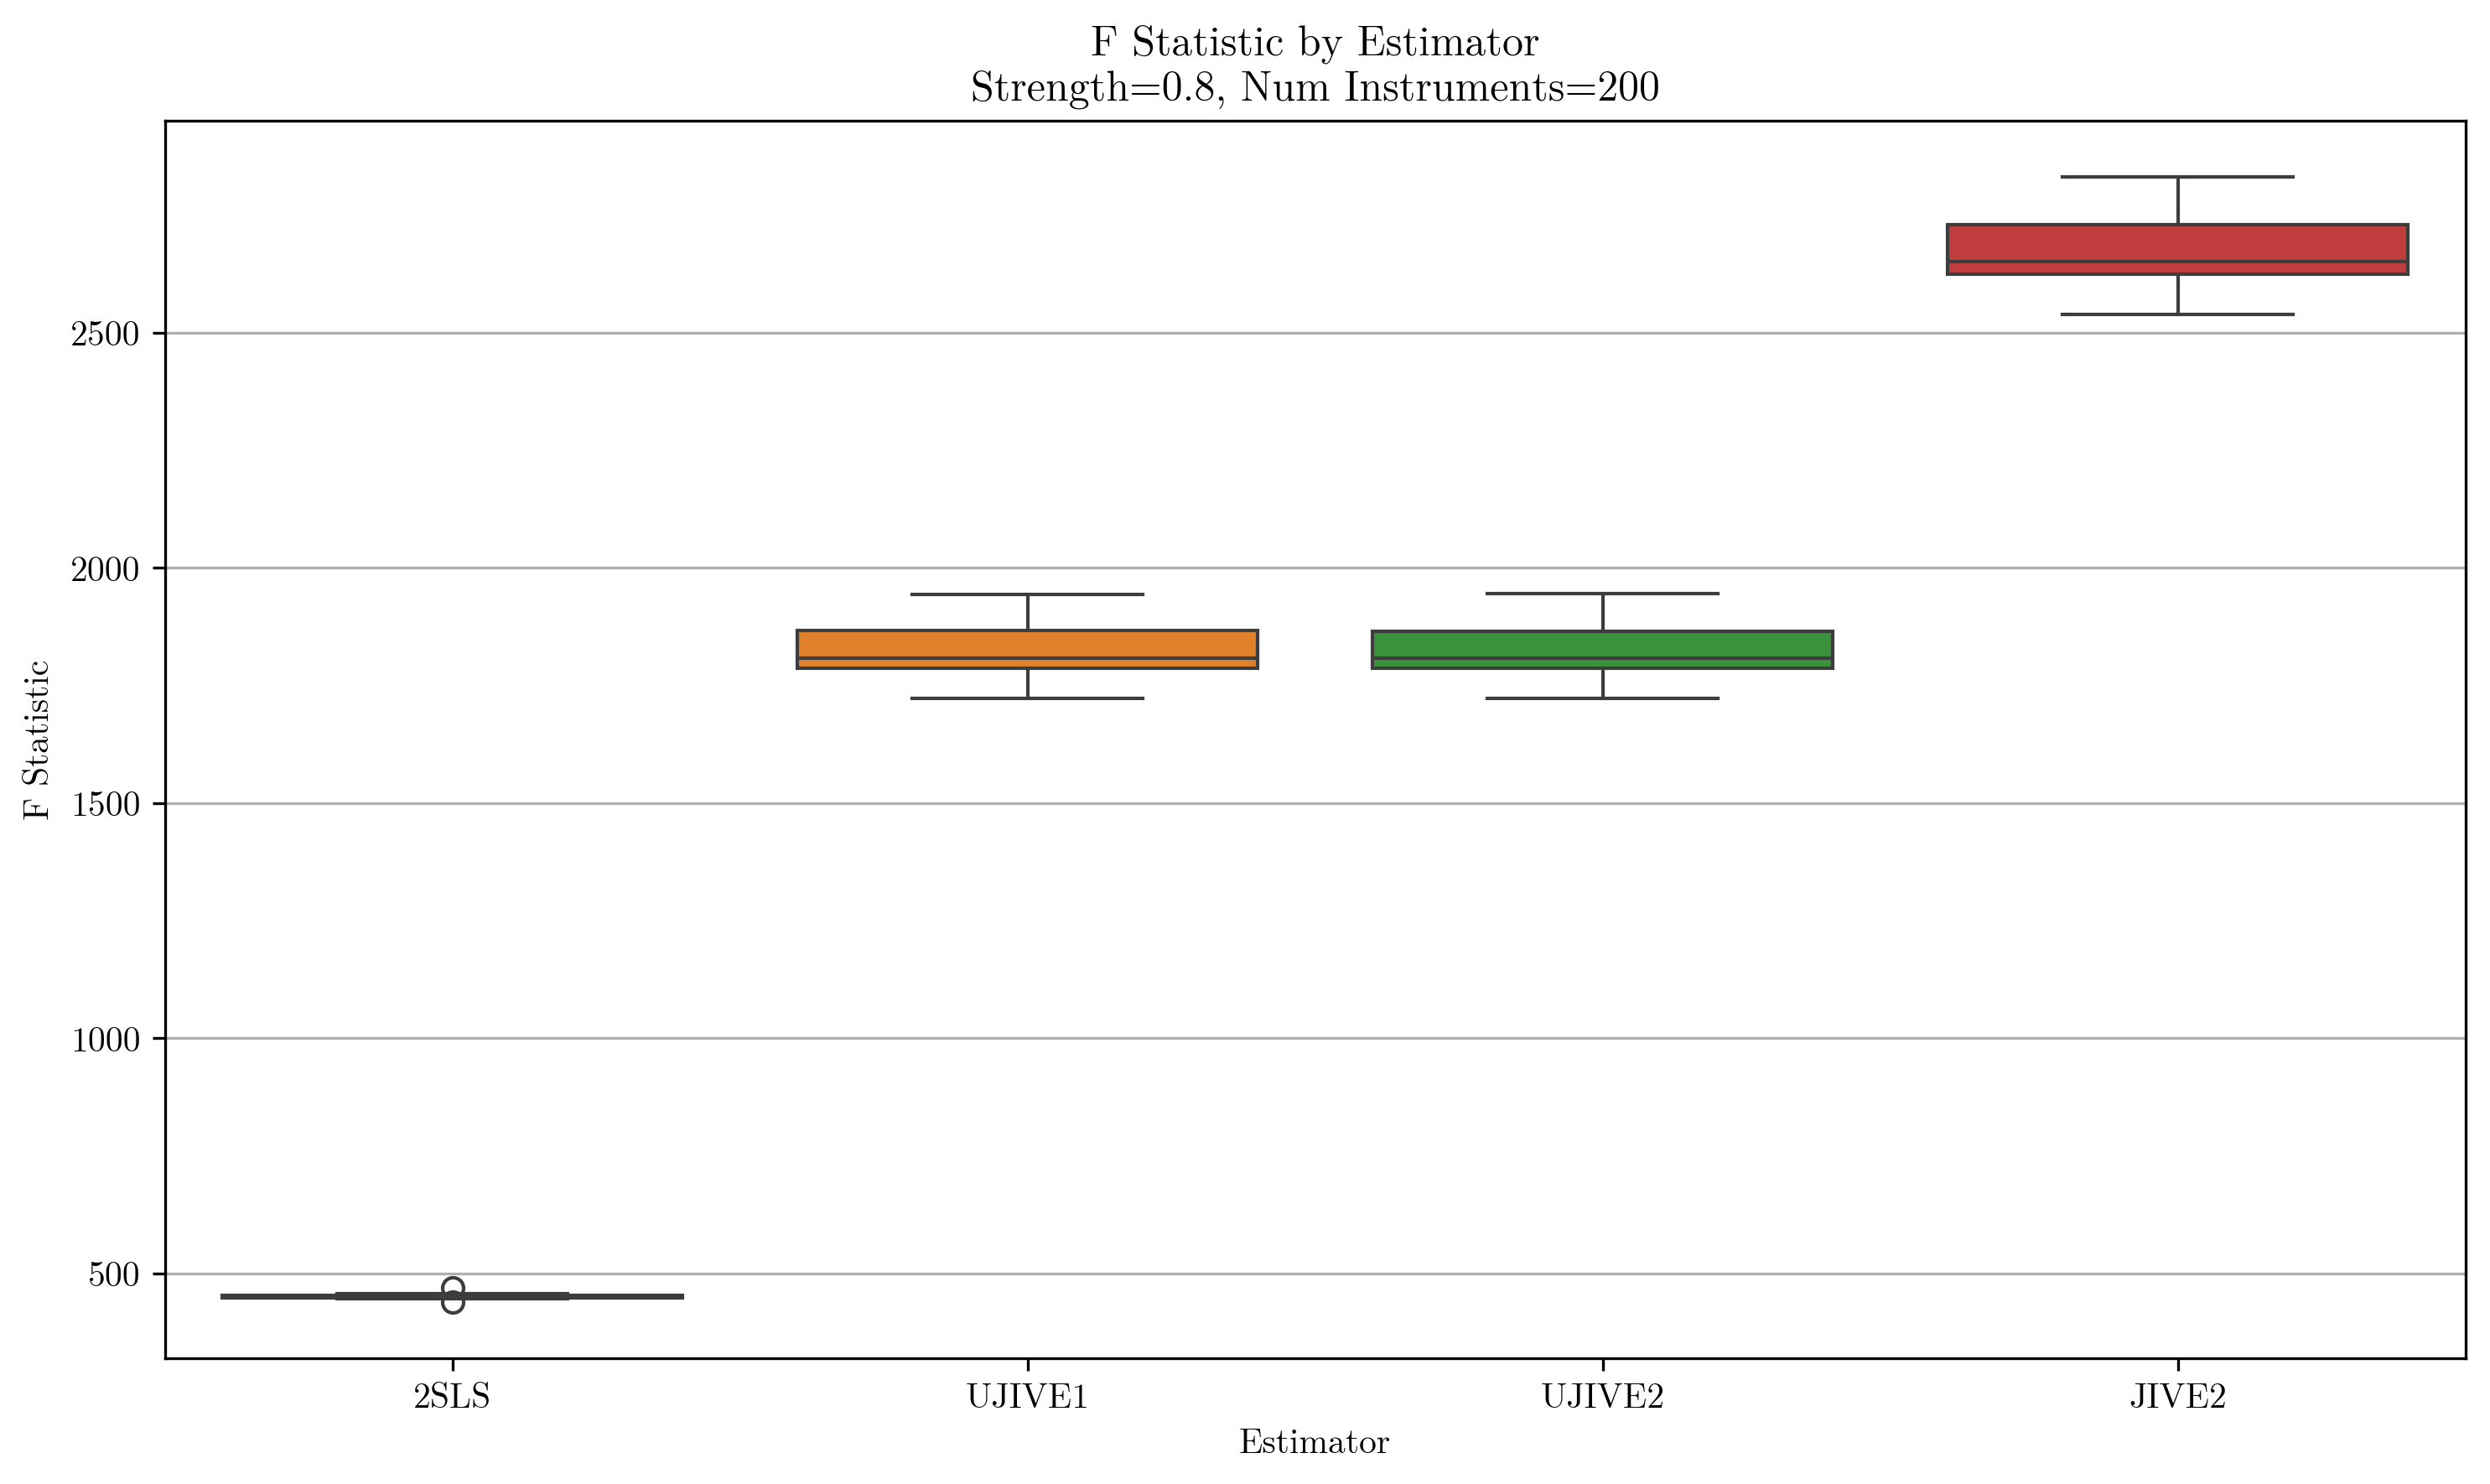 F Statistic by Estimator
Strength=0.8, Num Instruments=200
F Statistic
2500
2000
1500
1000
500
2SLS
UJIVE1
UJIVE2
JIVE2
Estimator